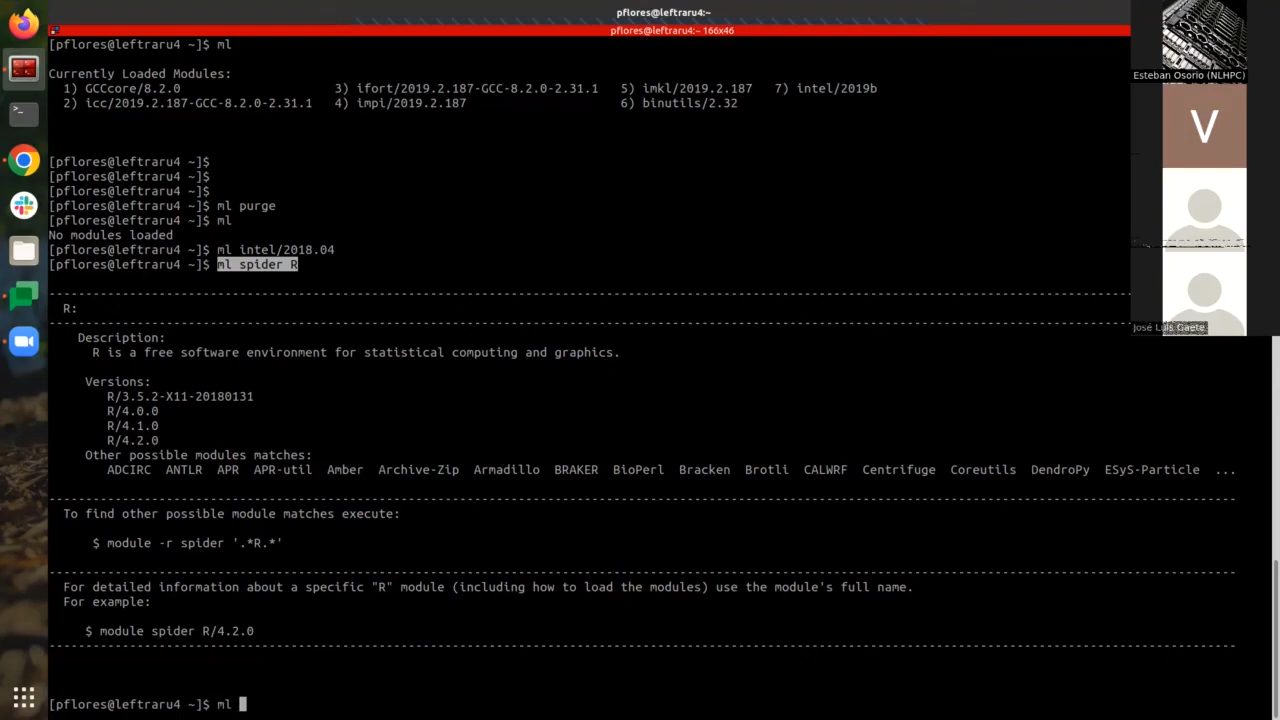 pflores@leftraru4:~
pflores@leftraru4:~ 166x46
[pflores@leftraru4 ~]$ ml
Currently Loaded Modules:
1) GCCcore/8.2.0 3) ifort/2019.2.187-GCC-8.2.0-2.31.1 5) imkl/2019.2.187 7) intel/2019b
2) icc/2019.2.187-GCC-8.2.0-2.31.1 4) impi/2019.2.187 6) binutils/2.32
[pflores@leftraru4 ~]$
[pflores@leftraru4 ~]$
[pflores@leftraru4 ~]$
[pflores@leftraru4 ~]$ ml purge
[pflores@leftraru4 ~]$ ml
No modules loaded
[pflores@leftraru4 ~]$ ml intel/2018.04
[pflores@leftraru4 ~]$ ml spider R
R:
Description:
R is a free software environment for statistical computing and graphics.
Versions:
R/3.5.2-X11-20180131
R/4.0.0
R/4.1.0
R/4.2.0
Other possible modules matches:
ADCIRC ANTLR APR APR-util Amber Archive-Zip Armadillo BRAKER BioPerl Bracken Brotli CALWRF Centrifuge Coreutils DendroPy ESyS-Particle ...
To find other possible module matches execute:
$ module -r spider '.*R.*'
For detailed information about a specific "R" module (including how to load the modules) use the module's full name.
For example:
$ module spider R/4.2.0
[pflores@leftraru4 ~]$ ml
Esteban Osorio (NLHPC)
V
José Luis Gaete